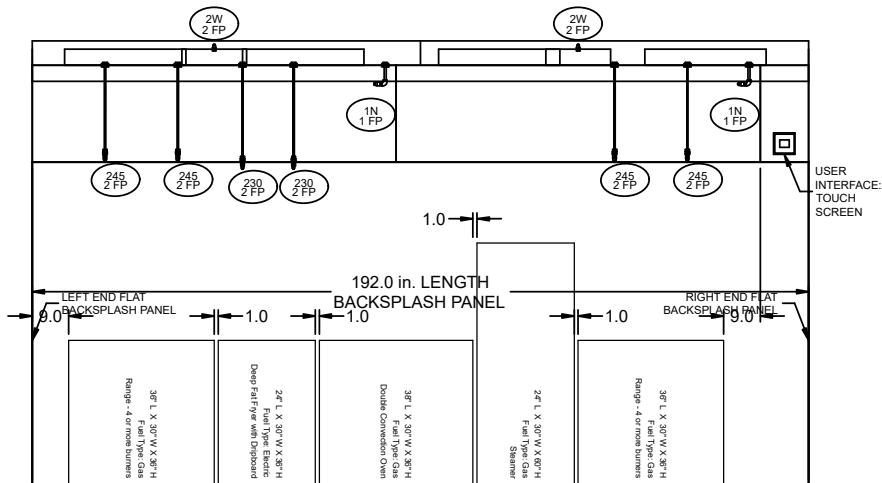 2W
2 FP
2W
2 FP
1N
1 FP
1N
1 FP
245
2 FP
245
2 FP
230
2 FP
230
2 FP
245
2 FP
245
2 FP
USER
INTERFACE:
TOUCH
SCREEN
1.0
192.0 in. LENGTH
BACKSPLASH PANEL
LEFT END FLAT
BACKSPLASH PANEL
RIGHT END FLAT
BACKSPLASH PANEL
9.0
1.0
1.0
1.0
9.0
36" L X 30" W X 36" H
Fuel Type: Gas
Range - 4 or more burners
24" L X 30" W X 36" H
Fuel Type: Electric
Deep Fat Fryer with Dripboard
38" L X 30" W X 36" H
Fuel Type: Gas
Double Convection Oven
24" L X 30" W X 60" H
Fuel Type: Gas
Steamer
36" L X 30" W X 36" H
Fuel Type: Gas
Range - 4 or more burners